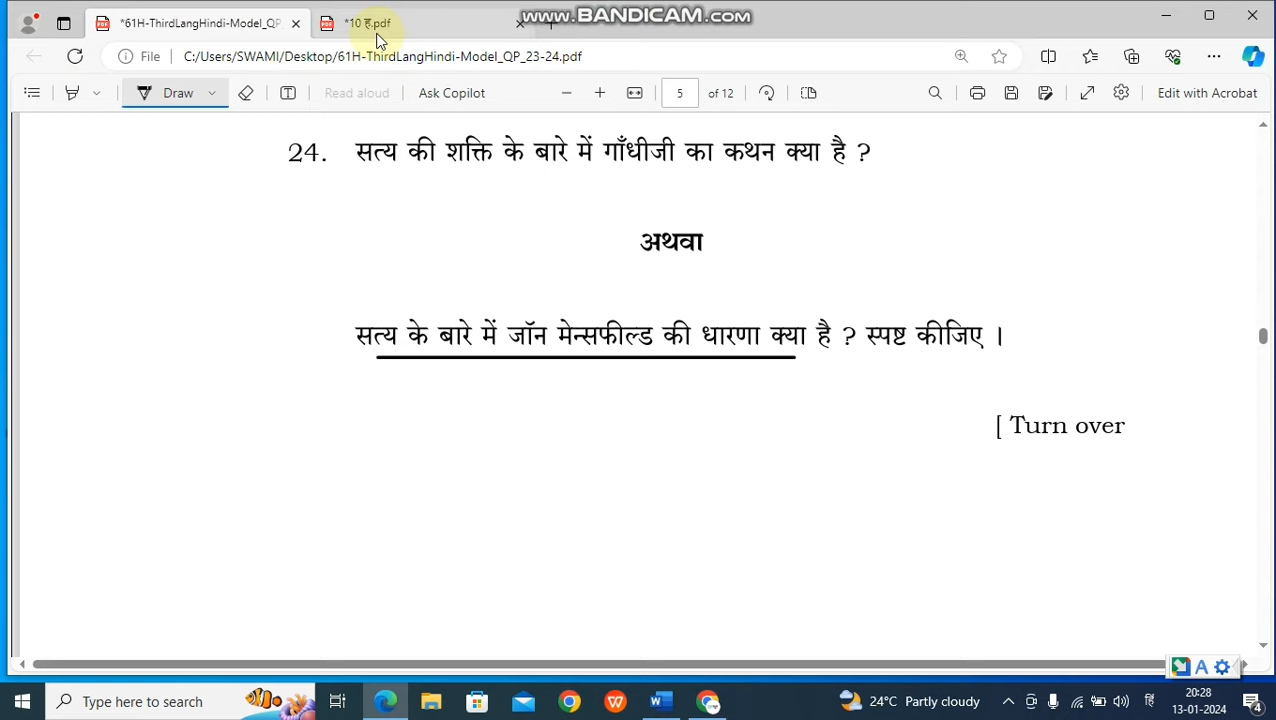 www.BANDICAM.com
*61H-ThirdLangHindi-Model_QP_
*10 हिं.pdf
File
C:/Users/SWAMI/Desktop/61H-ThirdLangHindi-Model_QP_23-24.pdf
Draw
Read aloud
Ask Copilot
5
of 12
Edit with Acrobat
24. सत्य की शक्ति के बारे में गाँधीजी का कथन क्या है ?
अथवा
सत्य के बारे में जॉन मेन्सफील्ड की धारणा क्या है ? स्पष्ट कीजिए ।
[ Turn over
Type here to search
24°C Partly cloudy
20:28
13-01-2024
4